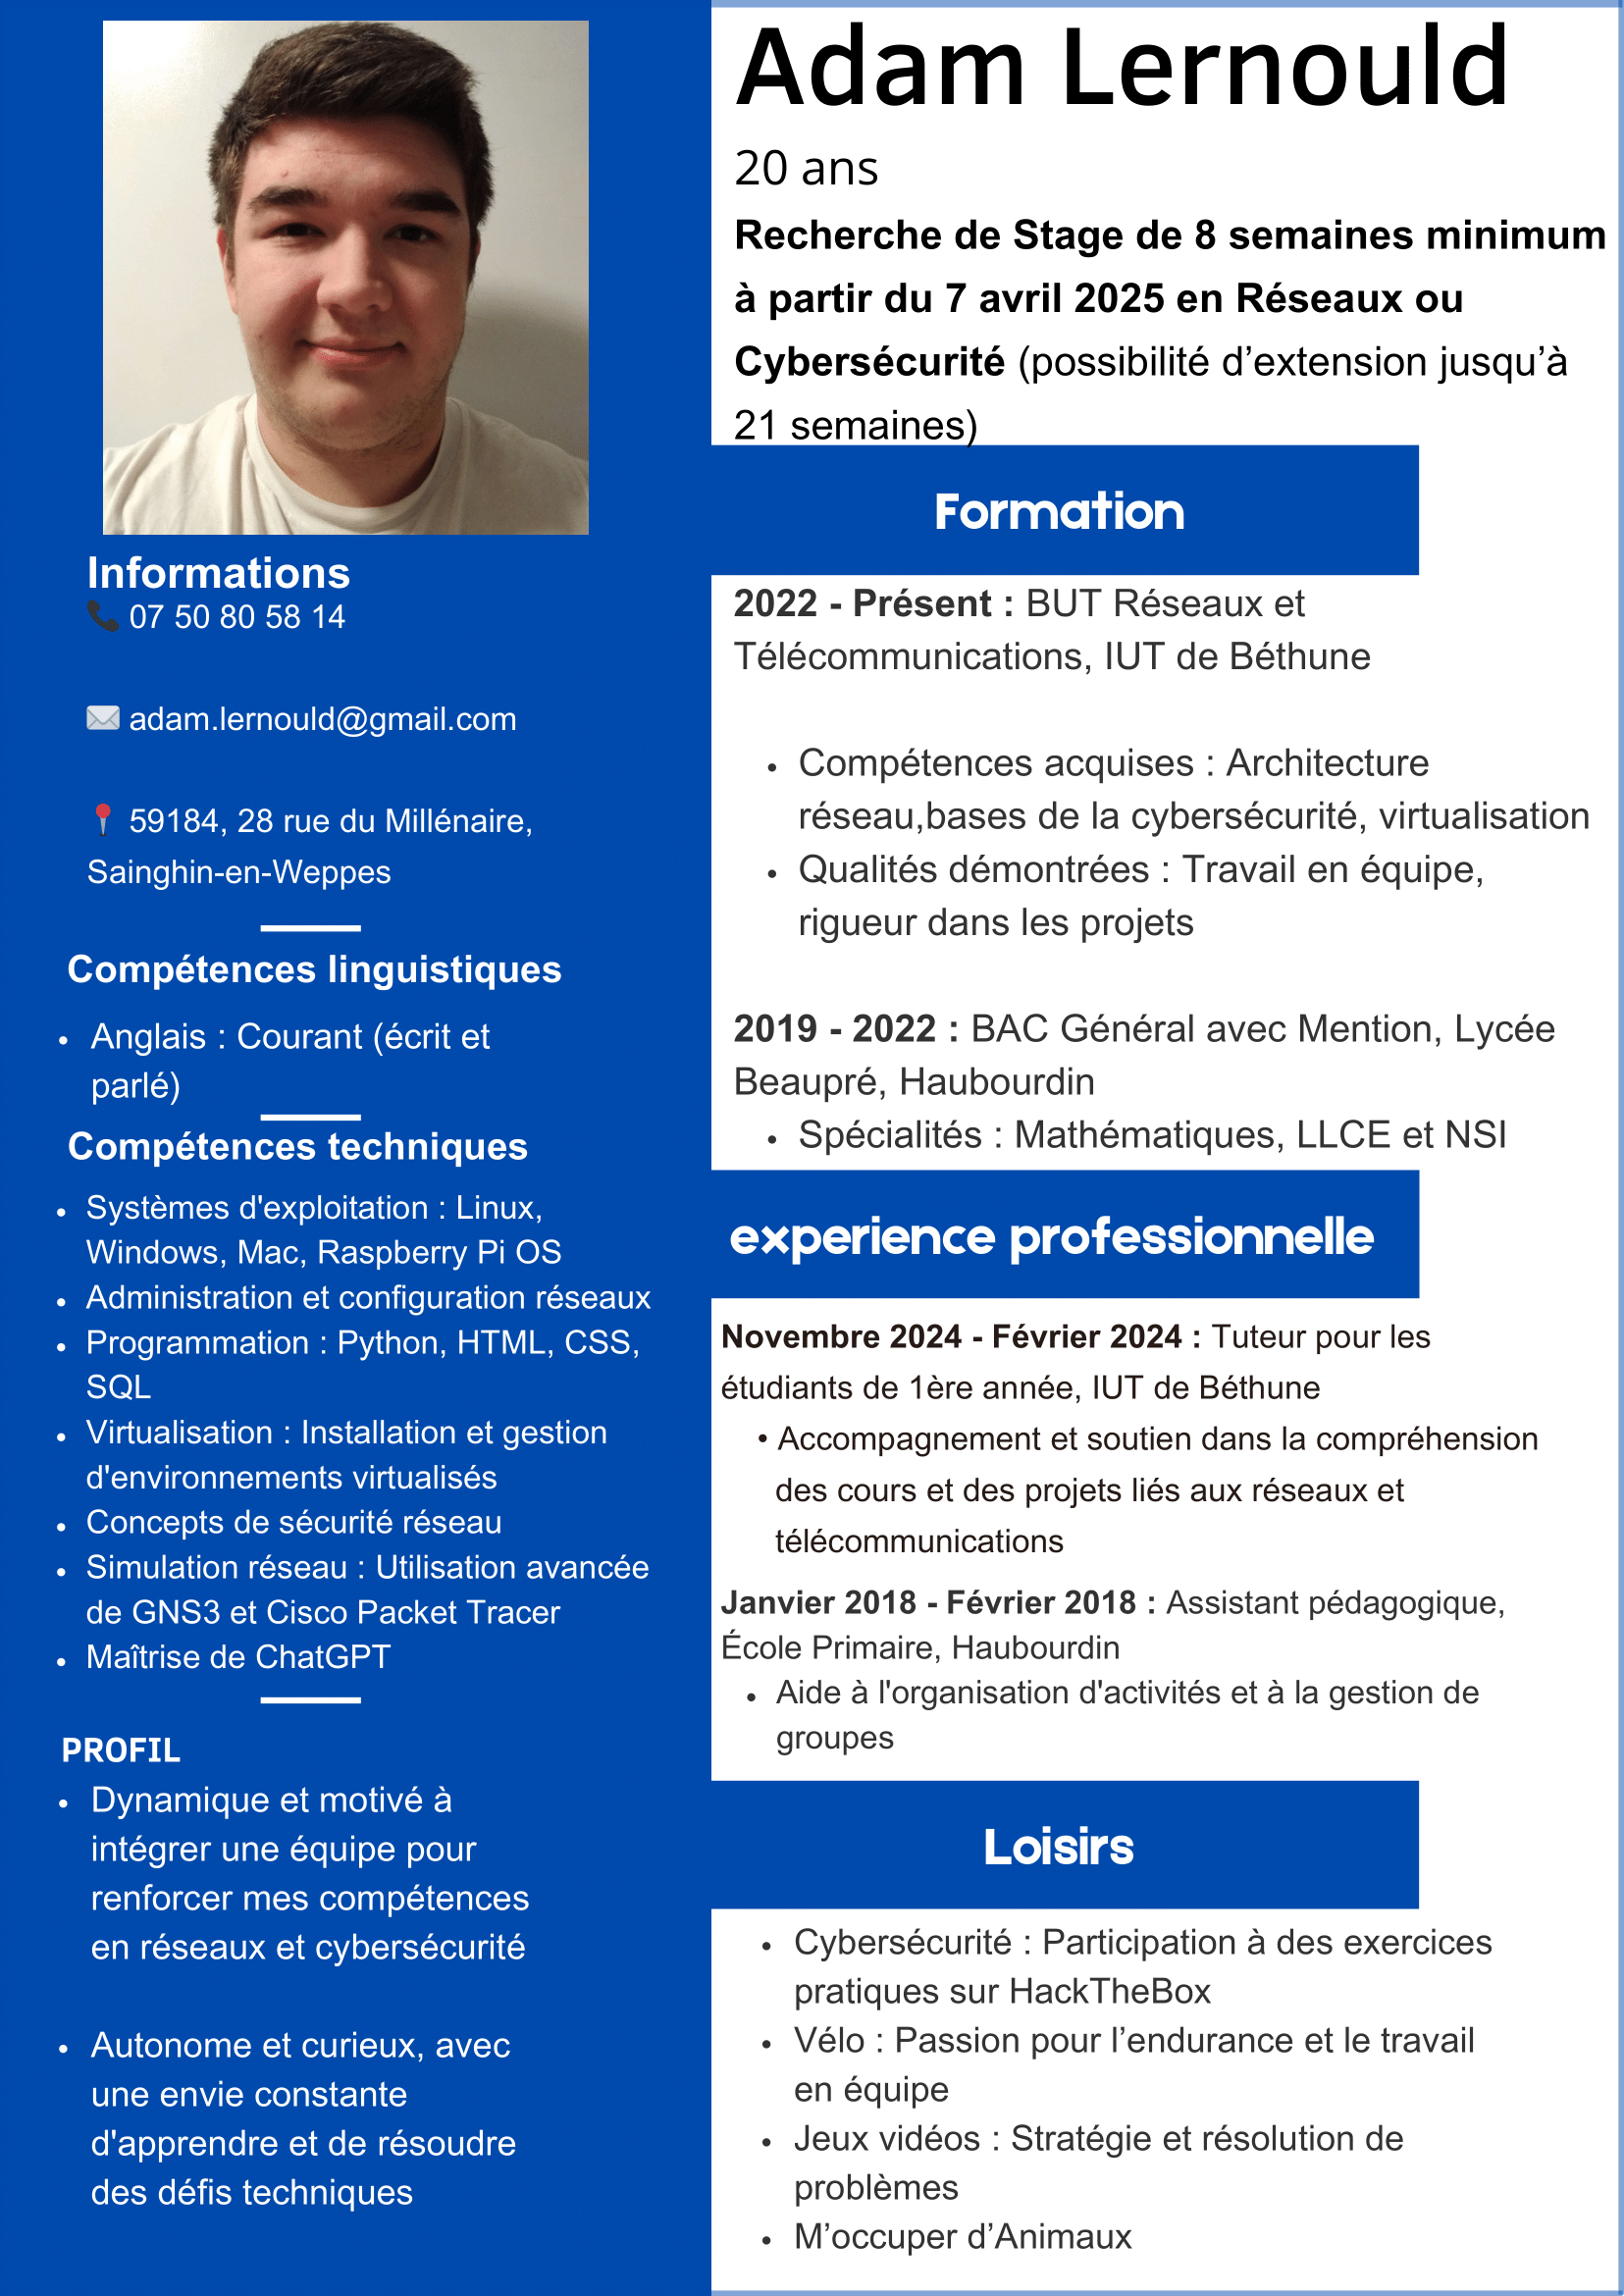 Adam Lernould
20 ans
Recherche de Stage de 8 semaines minimum
à partir du 7 avril 2025 en Réseaux ou
Cybersécurité (possibilité d’extension jusqu’à
21 semaines)
Informations
📞 07 50 80 58 14
✉️ adam.lernould@gmail.com
📍 59184, 28 rue du Millénaire,
Sainghin-en-Weppes
Compétences linguistiques
• Anglais : Courant (écrit et
parlé)
Compétences techniques
• Systèmes d'exploitation : Linux,
Windows, Mac, Raspberry Pi OS
• Administration et configuration réseaux
• Programmation : Python, HTML, CSS,
SQL
• Virtualisation : Installation et gestion
d'environnements virtualisés
• Concepts de sécurité réseau
• Simulation réseau : Utilisation avancée
de GNS3 et Cisco Packet Tracer
• Maîtrise de ChatGPT
PROFIL
• Dynamique et motivé à
intégrer une équipe pour
renforcer mes compétences
en réseaux et cybersécurité
• Autonome et curieux, avec
une envie constante
d'apprendre et de résoudre
des défis techniques
Formation
2022 - Présent : BUT Réseaux et
Télécommunications, IUT de Béthune
• Compétences acquises : Architecture
réseau,bases de la cybersécurité, virtualisation
• Qualités démontrées : Travail en équipe,
rigueur dans les projets
2019 - 2022 : BAC Général avec Mention, Lycée
Beaupré, Haubourdin
• Spécialités : Mathématiques, LLCE et NSI
experience professionnelle
Novembre 2024 - Février 2024 : Tuteur pour les
étudiants de 1ère année, IUT de Béthune
• Accompagnement et soutien dans la compréhension
des cours et des projets liés aux réseaux et
télécommunications
Janvier 2018 - Février 2018 : Assistant pédagogique,
École Primaire, Haubourdin
• Aide à l'organisation d'activités et à la gestion de
groupes
Loisirs
• Cybersécurité : Participation à des exercices
pratiques sur HackTheBox
• Vélo : Passion pour l’endurance et le travail
en équipe
• Jeux vidéos : Stratégie et résolution de
problèmes
• M’occuper d’Animaux